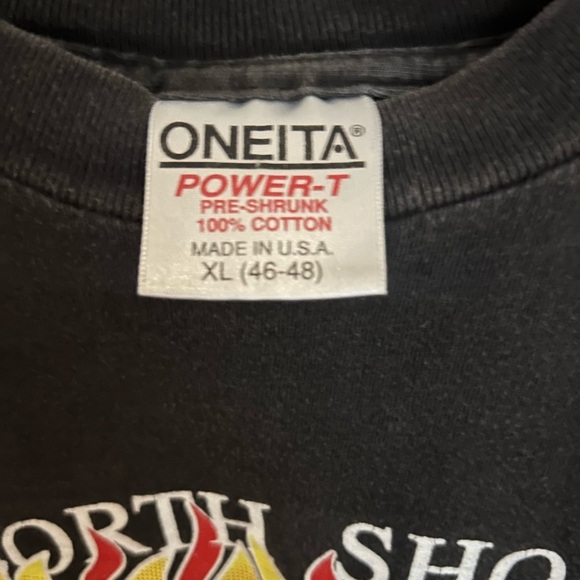 ONEITA®
POWER-T
PRE-SHRUNK
100% COTTON
MADE IN U.S.A.
XL (46-48)
ORTH SHO